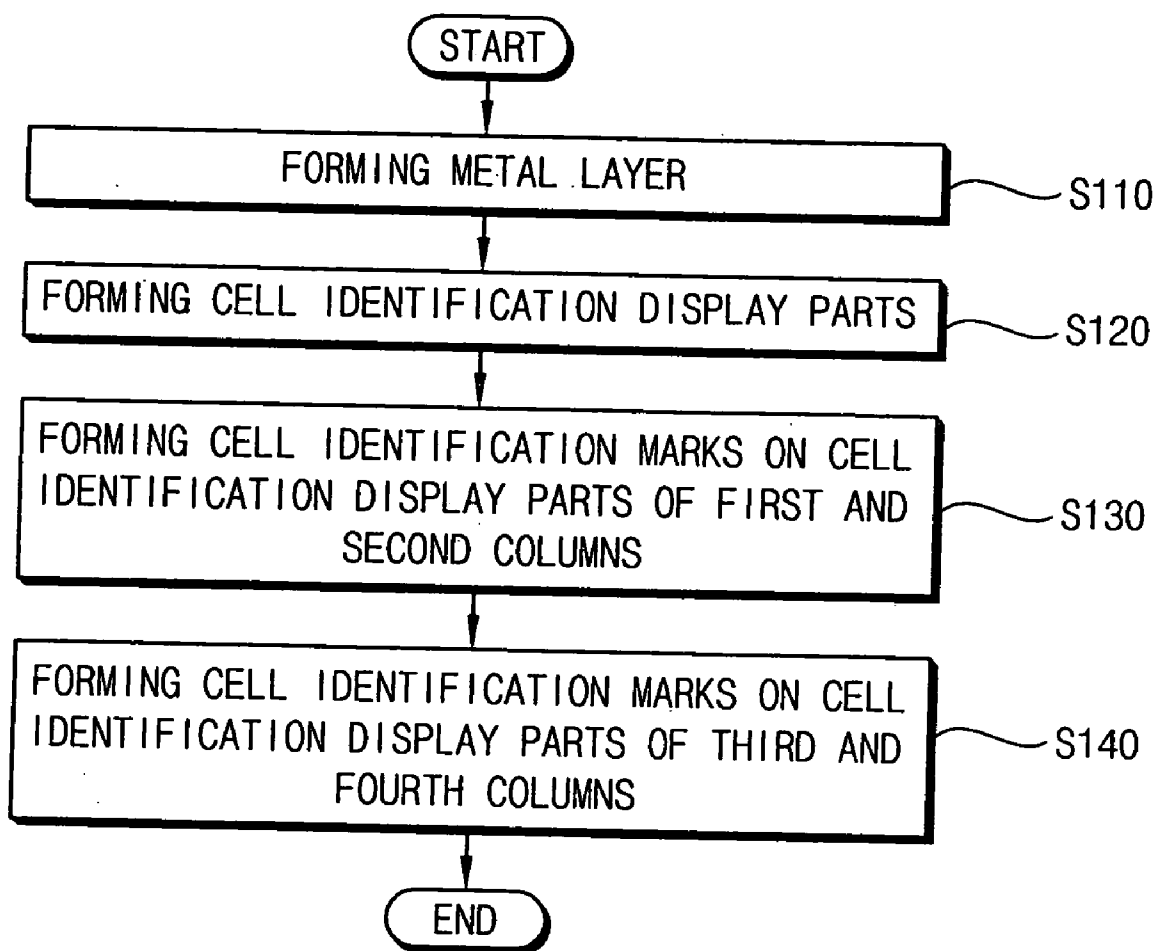 START
FORMING METAL LAYER
S110
FORMING CELL IDENTIFICATION DISPLAY PARTS
S120
FORMING CELL IDENTIFICATION MARKS ON CELL
IDENTIFICATION DISPLAY PARTS OF FIRST AND
SECOND COLUMNS
S130
FORMING CELL IDENTIFICATION MARKS ON CELL
IDENTIFICATION DISPLAY PARTS OF THIRD AND
FOURTH COLUMNS
S140
END